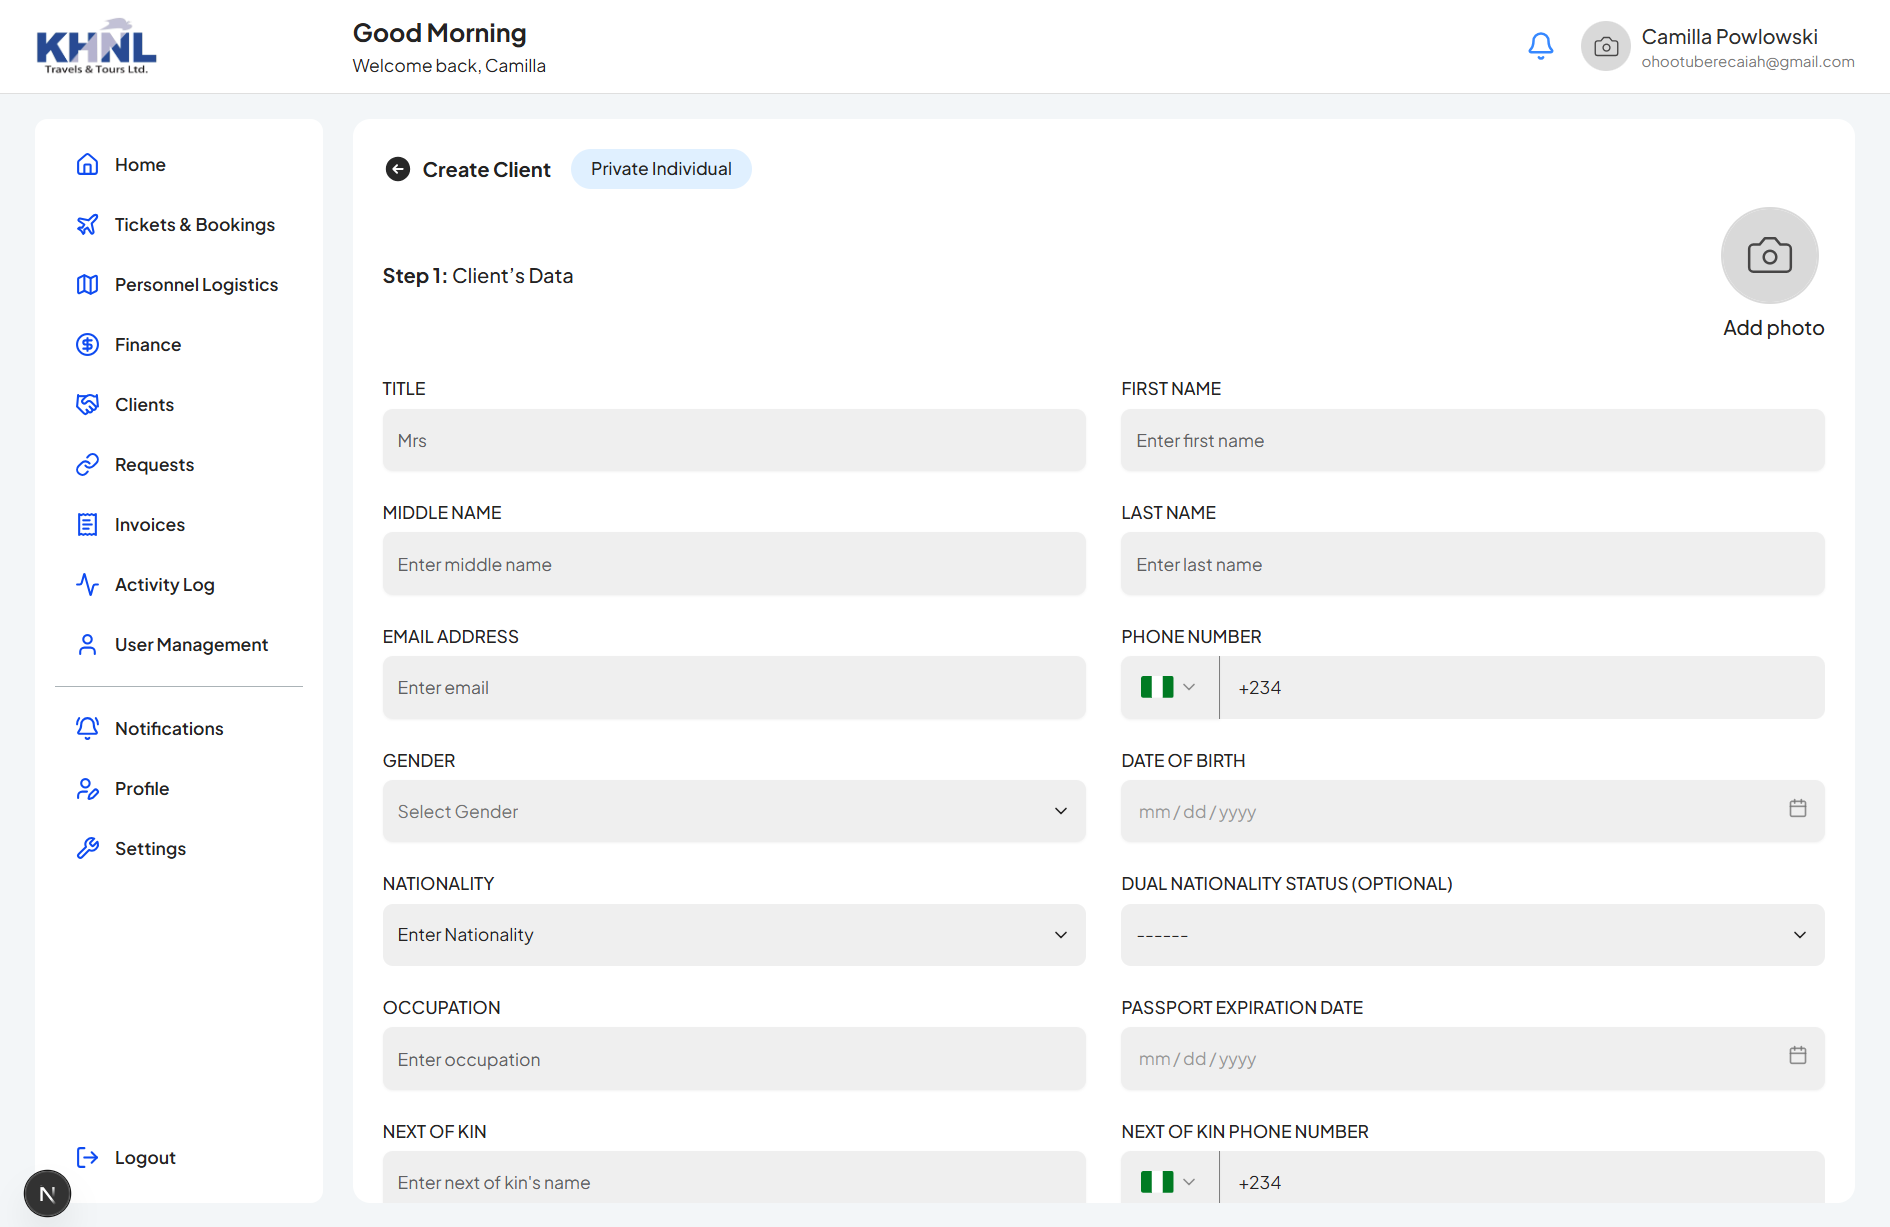 KHNL
Travels & Tours Ltd.
Good Morning
Welcome back, Camilla
Camilla Powlowski
ohootuberecaiah@gmail.com
Home
Tickets & Bookings
Personnel Logistics
Finance
Clients
Requests
Invoices
Activity Log
User Management
Notifications
Profile
Settings
Logout
N
Create Client
Private Individual
Step 1: Client’s Data
Add photo
TITLE
Mrs
FIRST NAME
Enter first name
MIDDLE NAME
Enter middle name
LAST NAME
Enter last name
EMAIL ADDRESS
Enter email
PHONE NUMBER
+234
GENDER
Select Gender
DATE OF BIRTH
mm/dd/yyyy
NATIONALITY
Enter Nationality
DUAL NATIONALITY STATUS (OPTIONAL)
------
OCCUPATION
Enter occupation
PASSPORT EXPIRATION DATE
mm/dd/yyyy
NEXT OF KIN
Enter next of kin's name
NEXT OF KIN PHONE NUMBER
+234